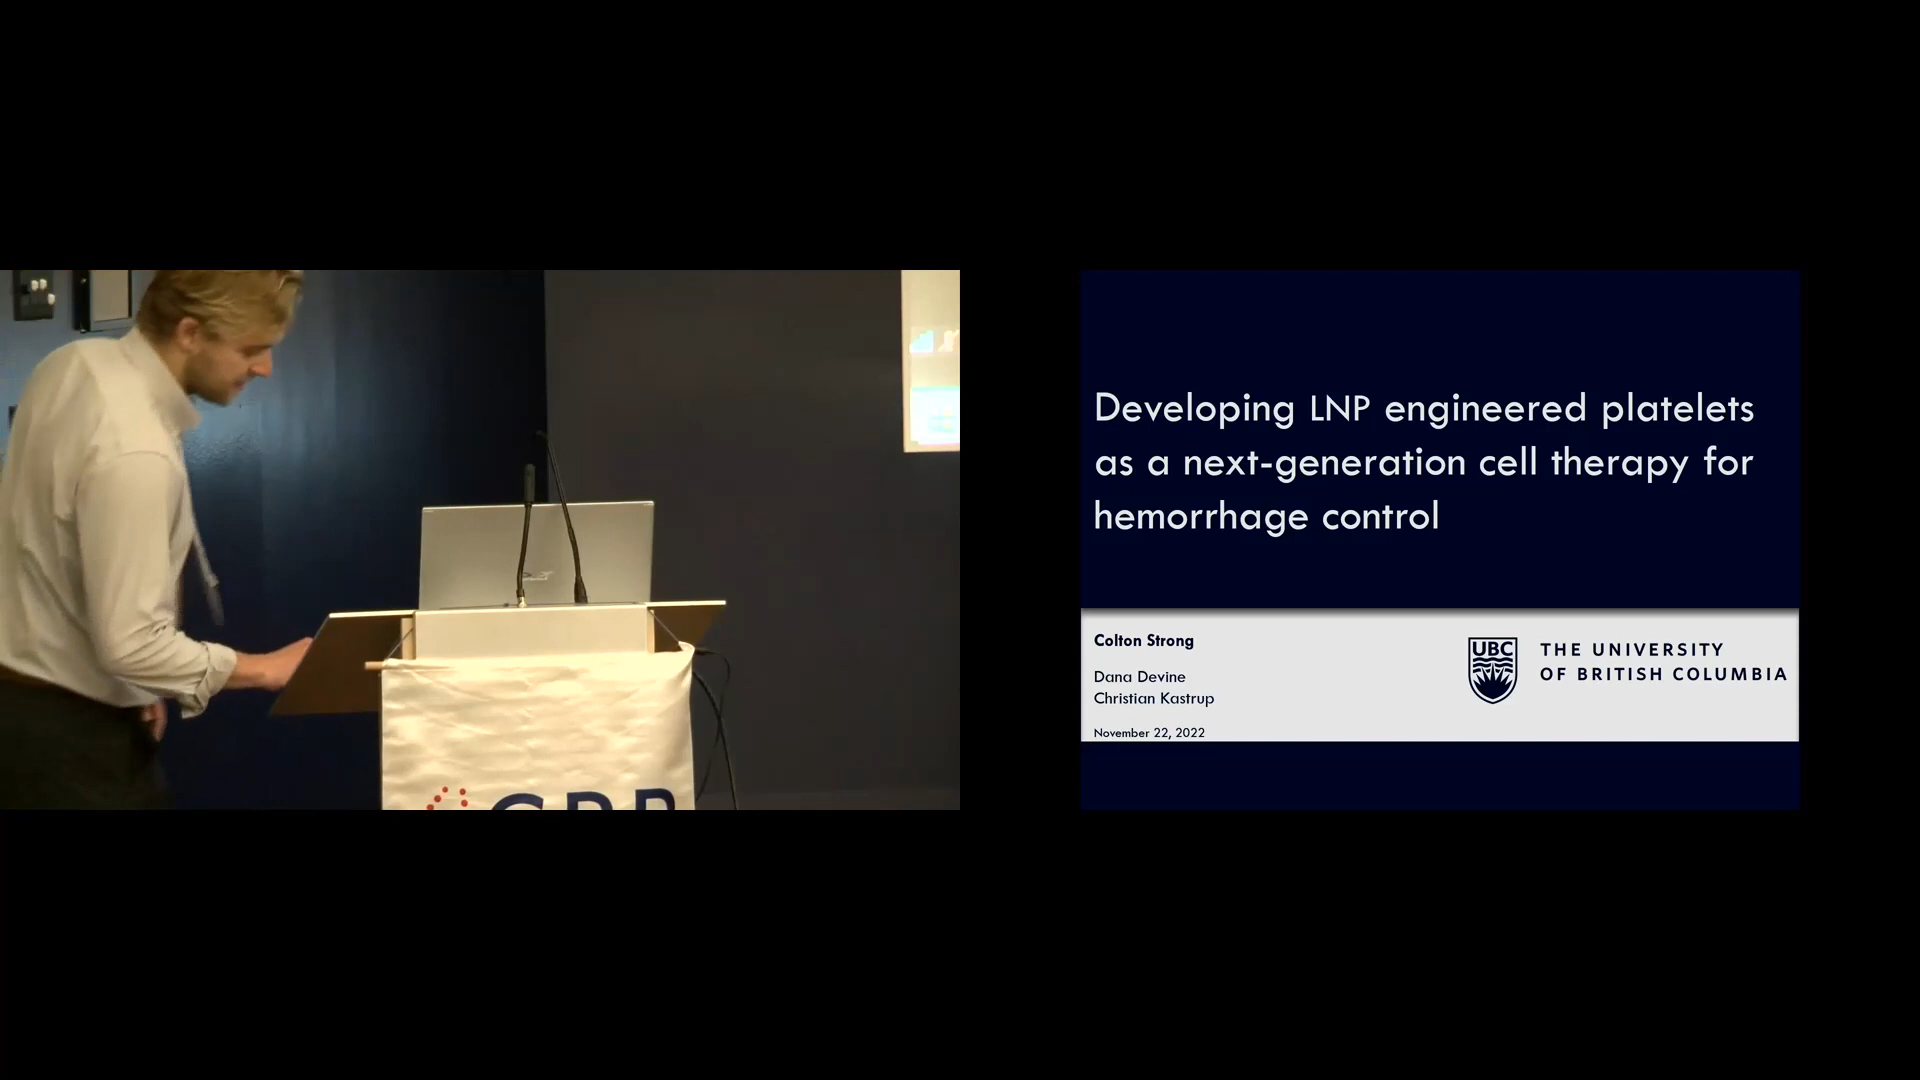 acer
Developing LNP engineered platelets
as a next-generation cell therapy for
hemorrhage control
Colton Strong
Dana Devine
Christian Kastrup
November 22, 2022
UBC
THE UNIVERSITY
OF BRITISH COLUMBIA